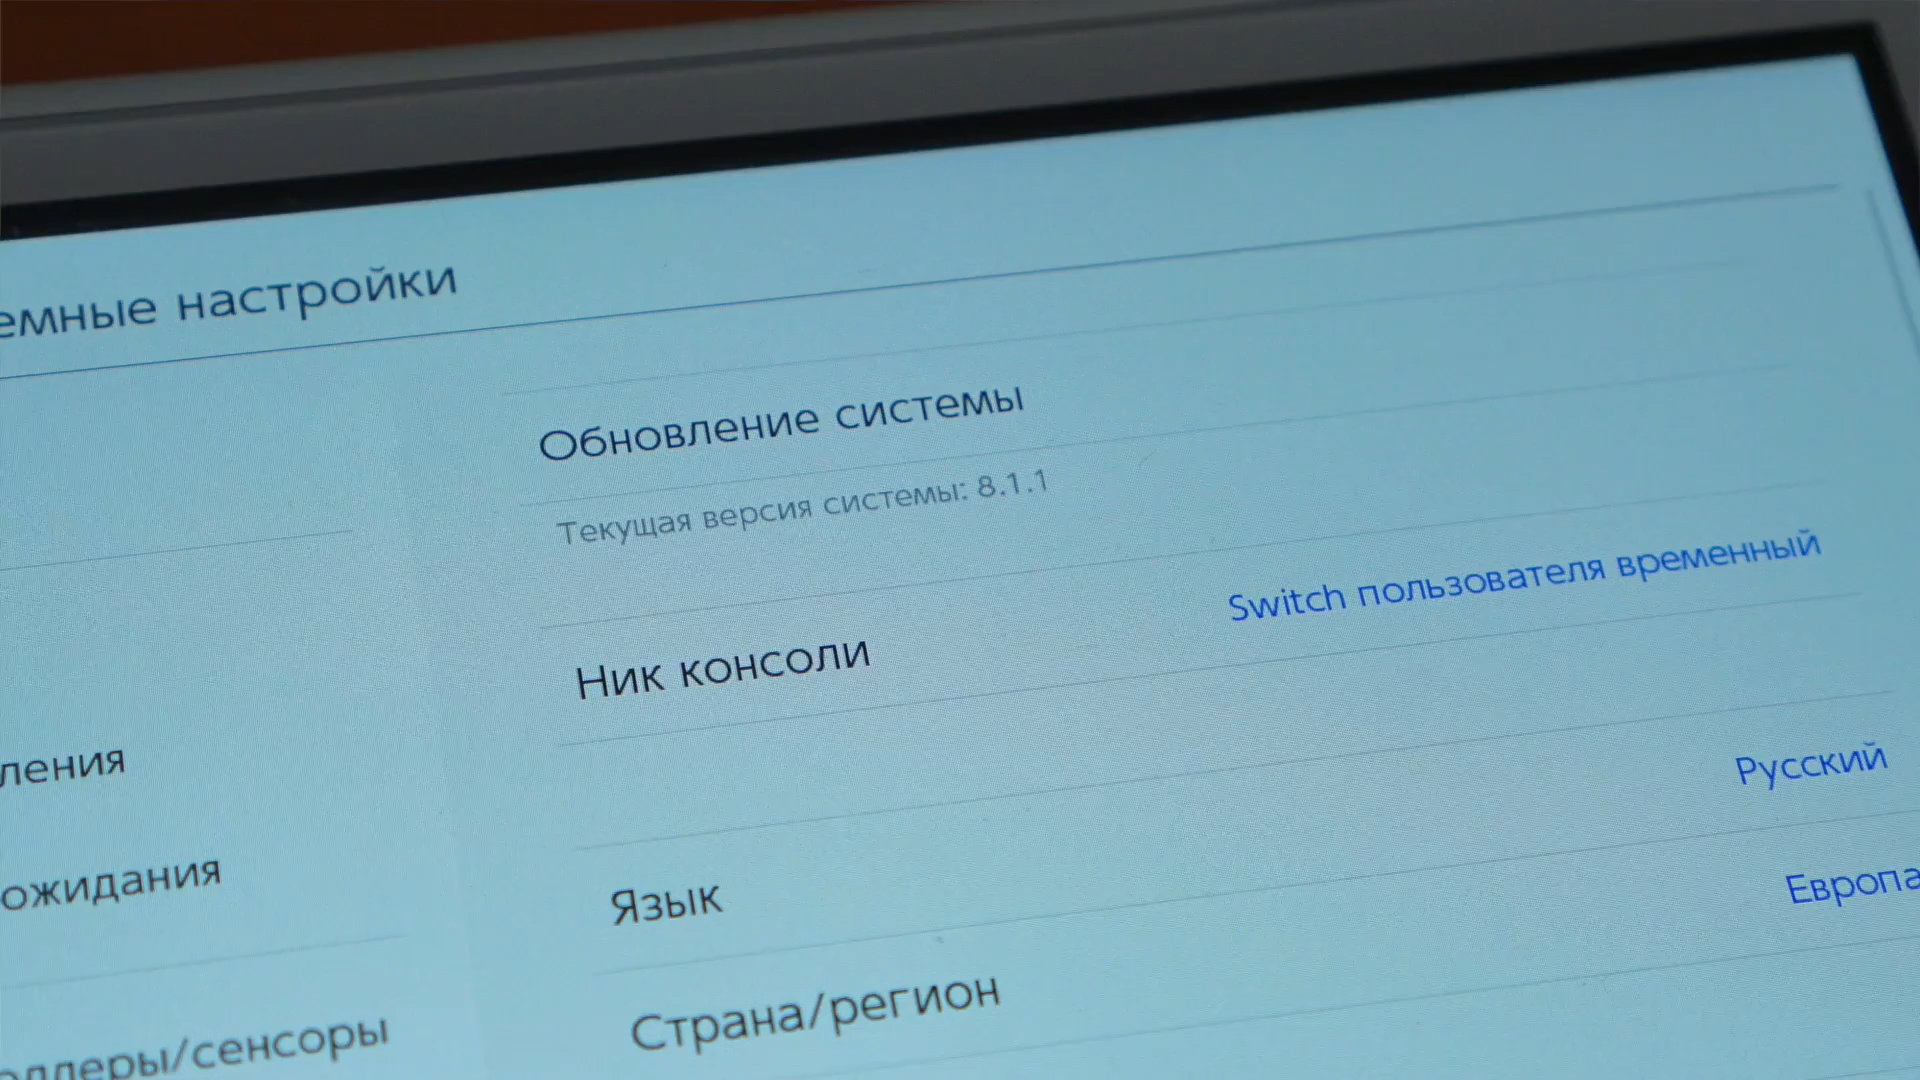 емные настройки
Обновление системы
Текущая версия системы: 8.1.1
Ник консоли
Switch пользователя временный
Язык
Русский
Страна/регион
Европа
ления
ожидания
ллеры/сенсоры